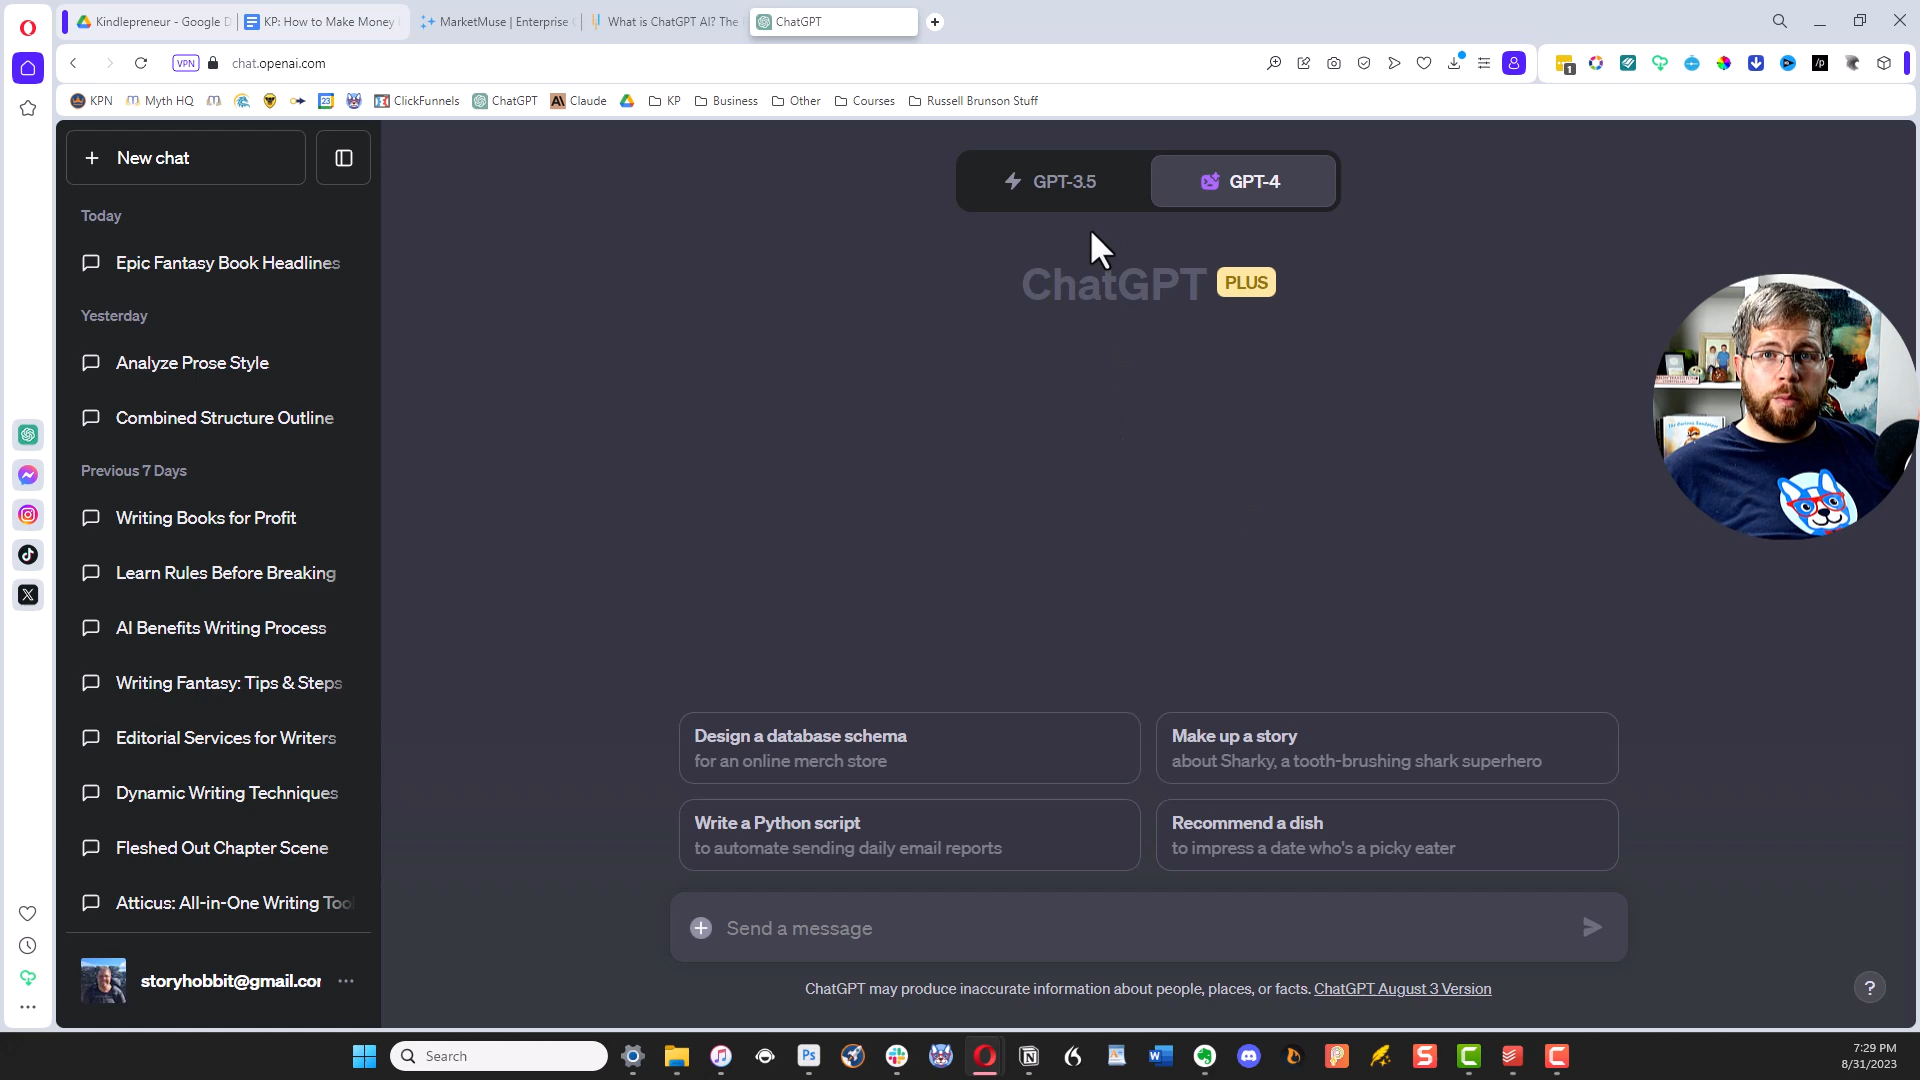 Kindlepreneur - Google D
KP: How to Make Money
MarketMuse | Enterprise
What is ChatGPT AI? The
ChatGPT
VPN
chat.openai.com
1
/p
KPN
Myth HQ
23
ClickFunnels
ChatGPT
Claude
KP
Business
Other
Courses
Russell Brunson Stuff
New chat
Today
Epic Fantasy Book Headlines
Yesterday
Analyze Prose Style
Combined Structure Outline
Previous 7 Days
Writing Books for Profit
Learn Rules Before Breaking
AI Benefits Writing Process
Writing Fantasy: Tips & Steps
Editorial Services for Writers
Dynamic Writing Techniques
Fleshed Out Chapter Scene
Atticus: All-in-One Writing Tool
storyhobbit@gmail.cor
GPT-3.5
GPT-4
ChatGPT PLUS
Design a database schema
for an online merch store
Make up a story
about Sharky, a tooth-brushing shark superhero
Write a Python script
to automate sending daily email reports
Recommend a dish
to impress a date who's a picky eater
Send a message
ChatGPT may produce inaccurate information about people, places, or facts. ChatGPT August 3 Version
?
Search
Ps
7:29 PM
8/31/2023